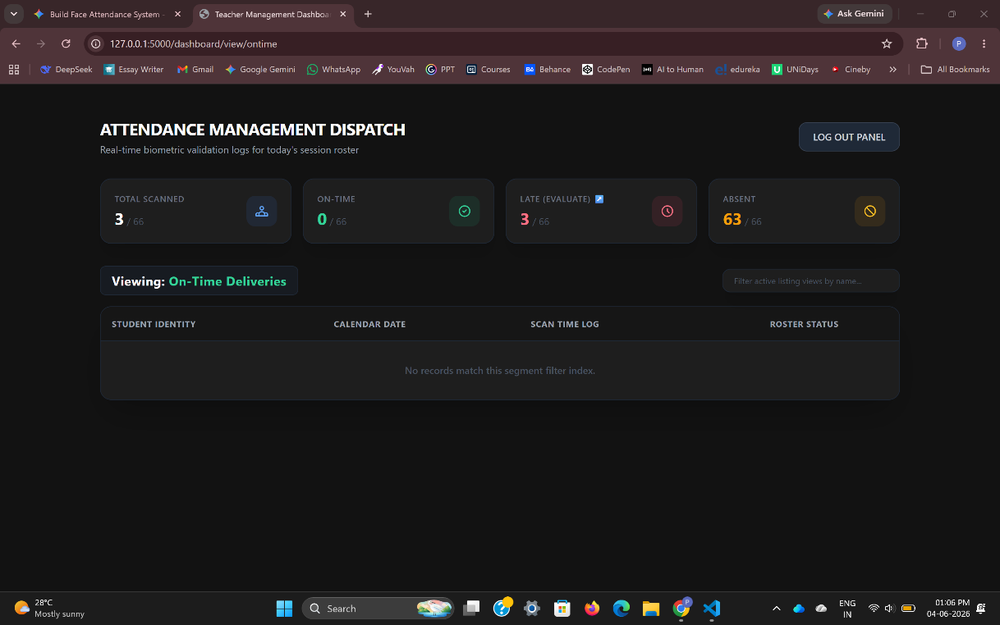 Build Face Attendance System -
Teacher Management Dashboa
Ask Gemini
127.0.0.1:5000/dashboard/view/ontime
P
DeepSeek
Essay Writer
Gmail
Google Gemini
WhatsApp
YouVah
PPT
Courses
Behance
CodePen
AI to Human
edureka
UNiDays
Cineby
All Bookmarks
ATTENDANCE MANAGEMENT DISPATCH
Real-time biometric validation logs for today's session roster
LOG OUT PANEL
TOTAL SCANNED
3 / 66
ON-TIME
0 / 66
LATE (EVALUATE)
3 / 66
ABSENT
63 / 66
Viewing: On-Time Deliveries
Filter active listing views by name...
STUDENT IDENTITY CALENDAR DATE SCAN TIME LOG ROSTER STATUS
No records match this segment filter index.
28°C
Mostly sunny
Search
ENG
IN
01:06 PM
04-06-2026